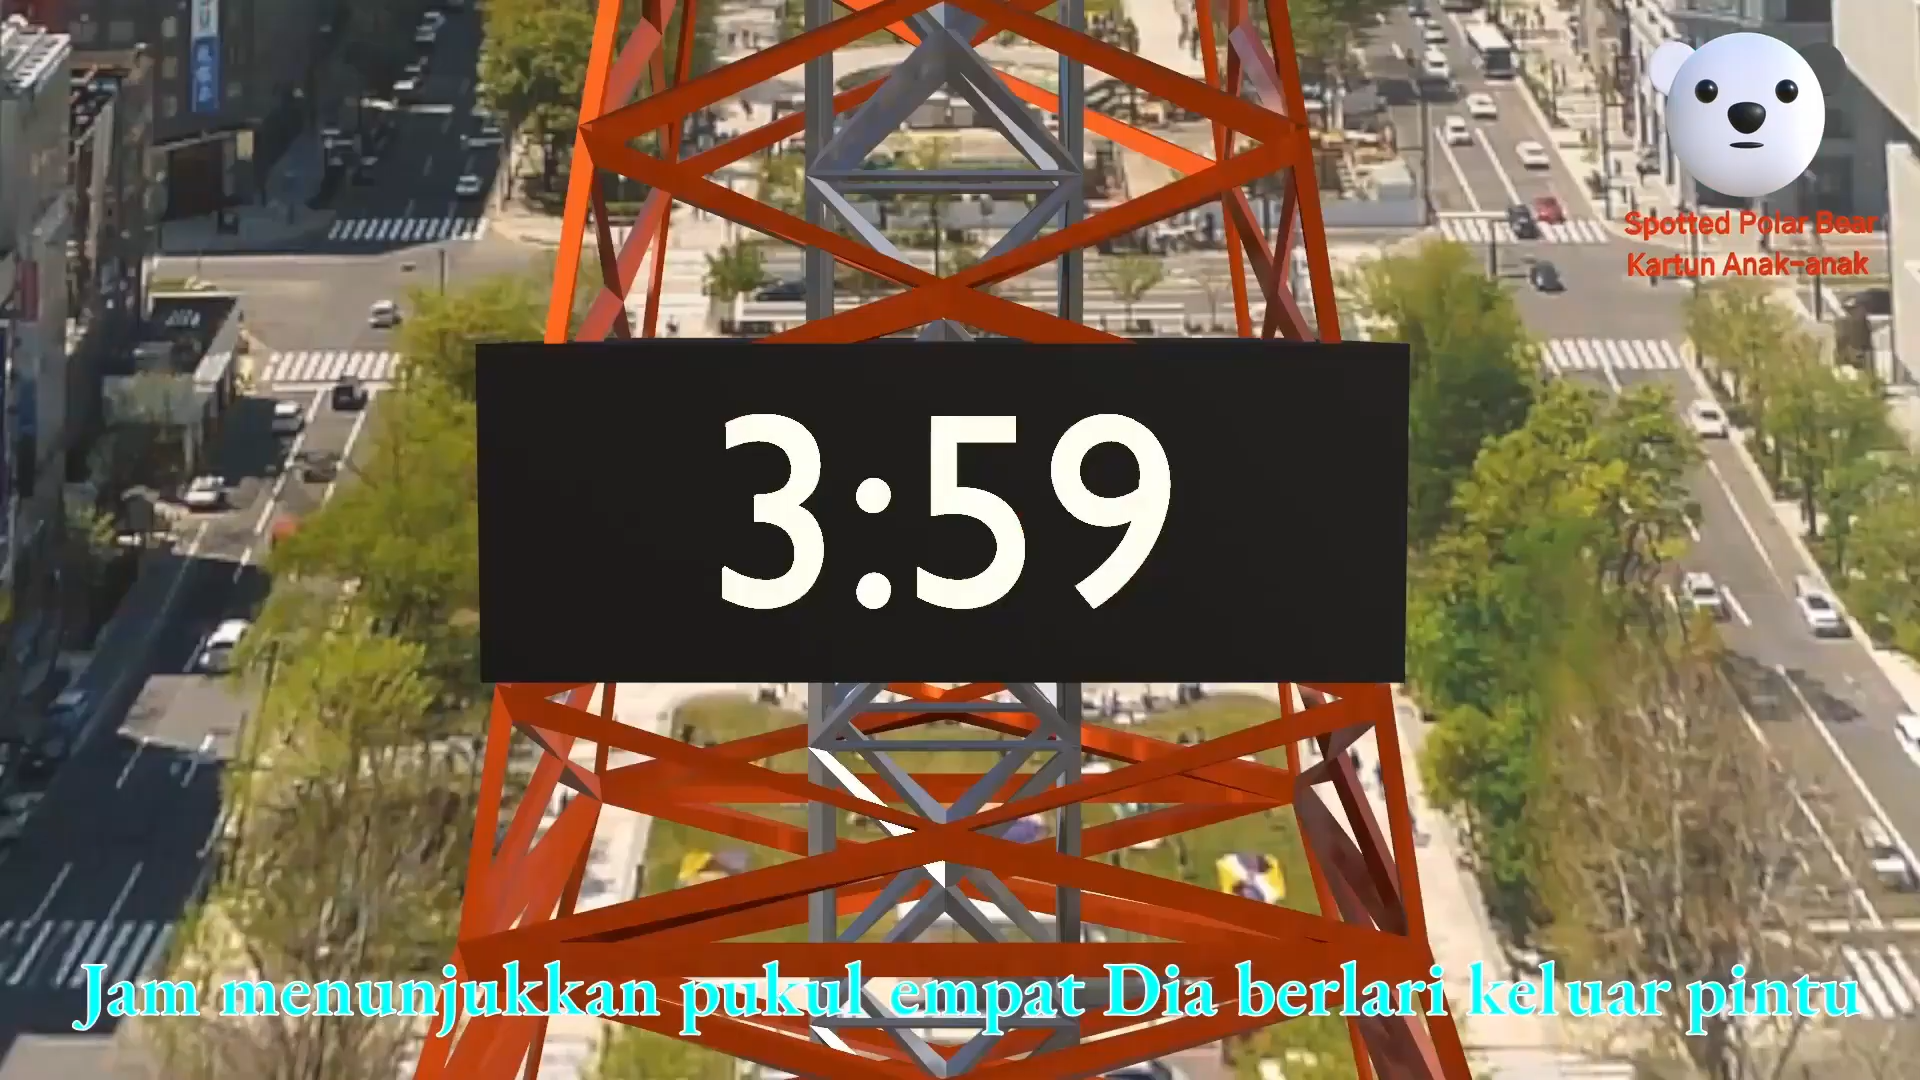 Spotted Polar Bear
Kartun Anak-anak
3:59
Jam menunjukkan pukul empat Dia berlari keluar pintu